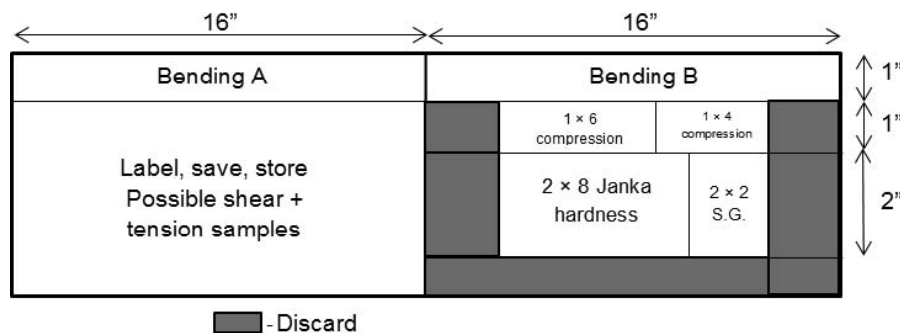 16”
16”
Bending A
Bending B
1”
1 × 6
compression
1 × 4
compression
1”
Label, save, store
Possible shear +
tension samples
2 × 8 Janka
hardness
2 × 2
S.G.
2”
- Discard